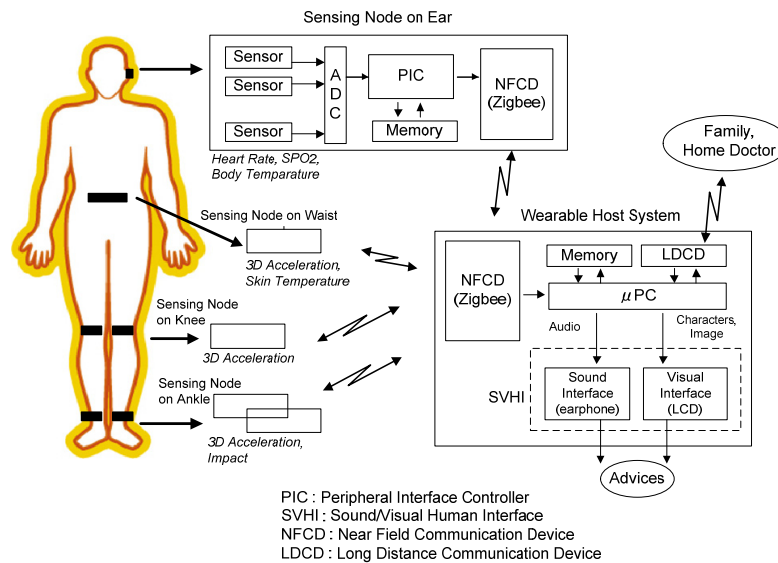 Sensing Node on Ear
Sensor
Sensor
Sensor
A
D
C
PIC
Memory
NFCD
(Zigbee)
Heart Rate, SPO2,
Body Temparature
Family,
Home Doctor
Sensing Node on Waist
3D Acceleration,
Skin Temperature
Wearable Host System
NFCD
(Zigbee)
Memory
LDCD
μPC
Audio
Characters,
Image
SVHI
Sound
Interface
(earphone)
Visual
Interface
(LCD)
Advices
Sensing Node
on Knee
3D Acceleration
Sensing Node
on Ankle
3D Acceleration,
Impact
PIC : Peripheral Interface Controller
SVHI : Sound/Visual Human Interface
NFCD : Near Field Communication Device
LDCD : Long Distance Communication Device